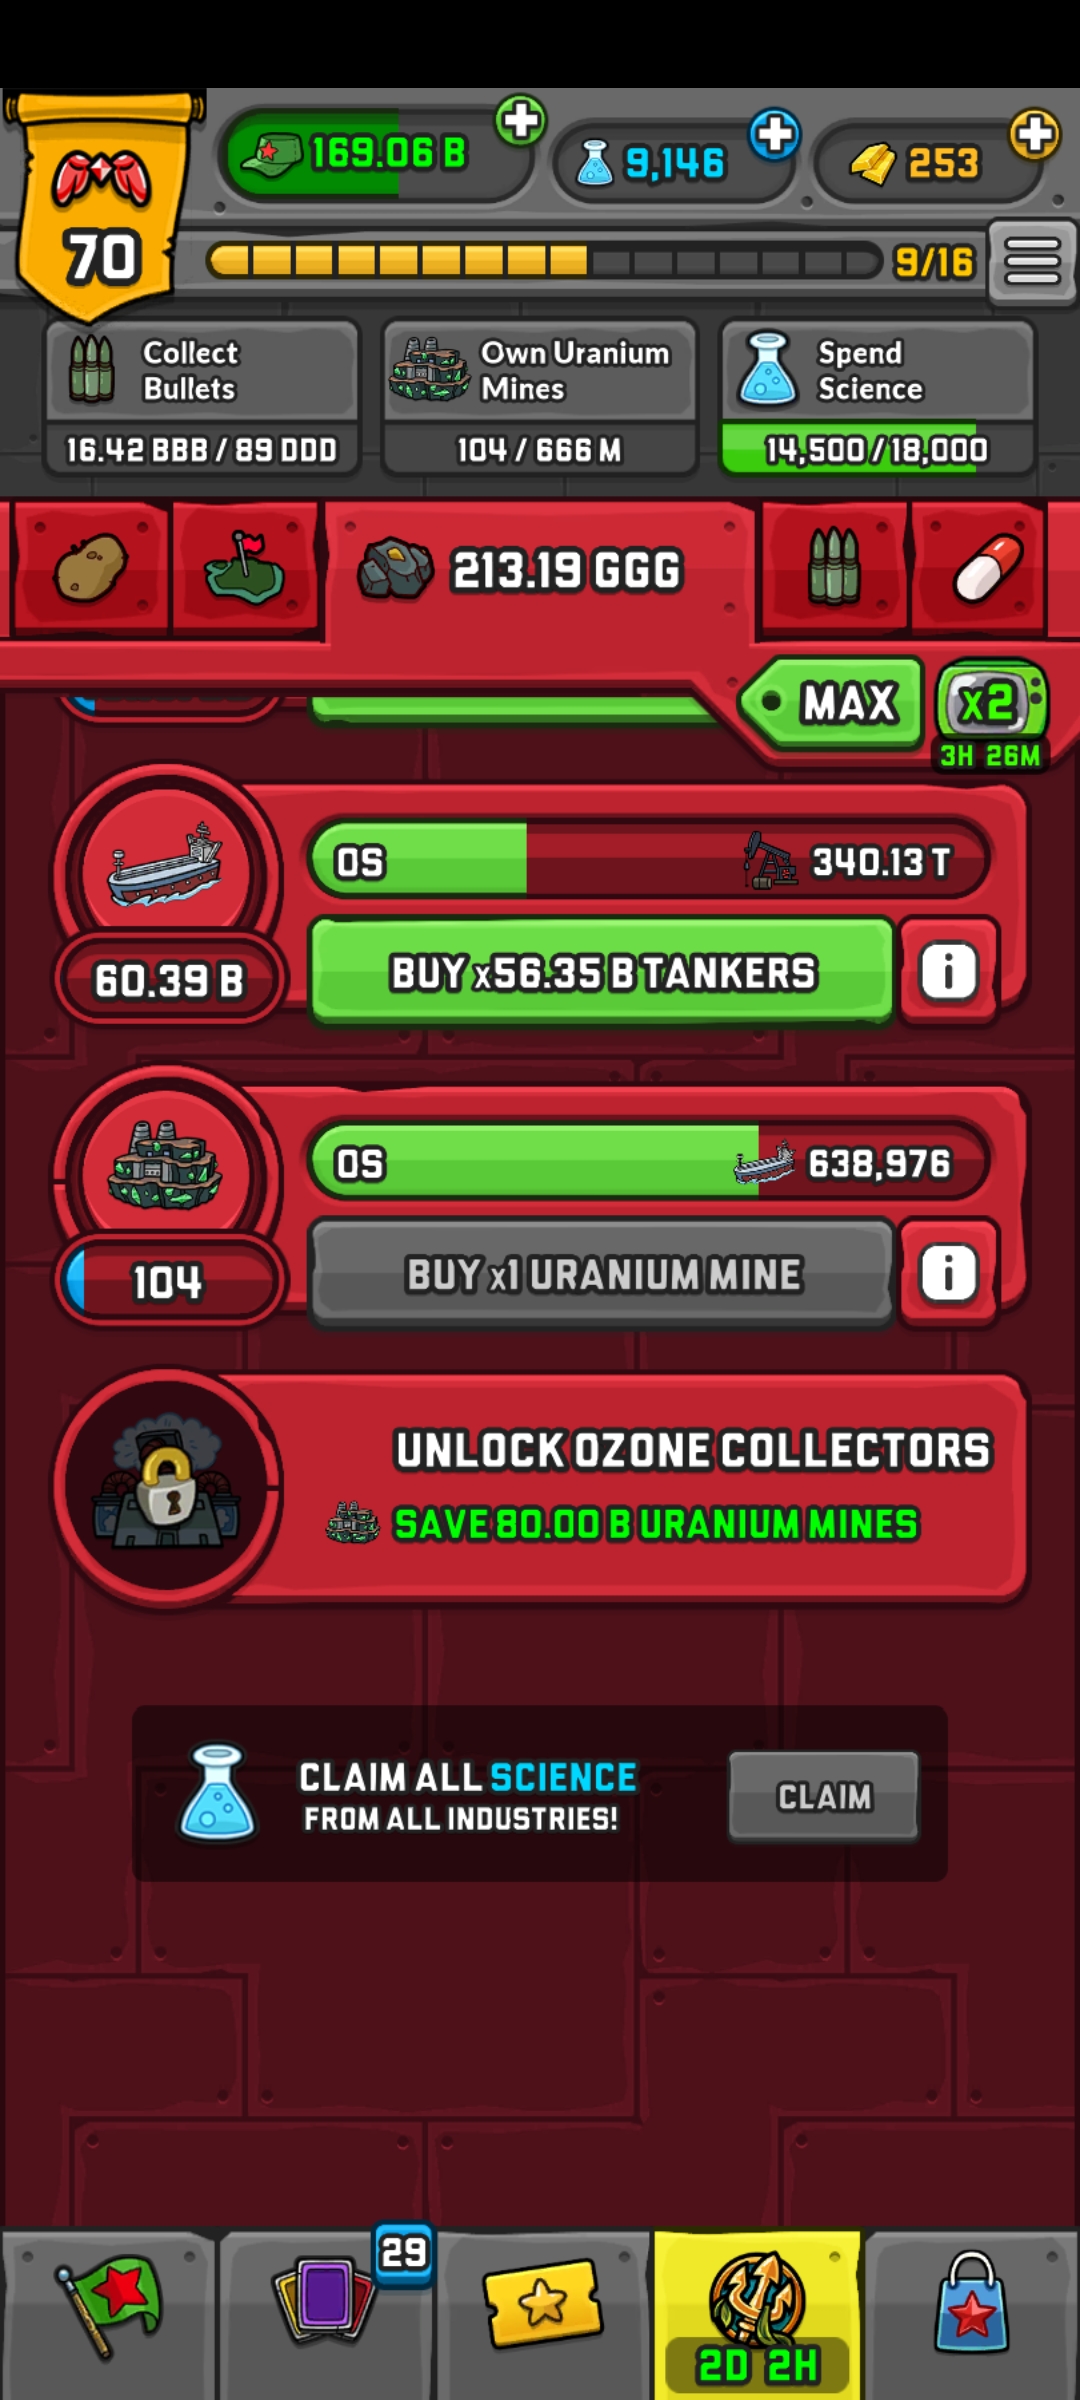 70
169.06 B
9,146
253
9/16
Collect
Bullets
16.42 BBB / 89 DDD
Own Uranium
Mines
104 / 666 M
Spend
Science
14,500/18,000
213.19 GGG
MAX
x2
3H 26M
0S
340.13 T
60.39 B
BUY x56.35 B TANKERS
i
0S
638,976
104
BUY x1 URANIUM MINE
i
UNLOCK OZONE COLLECTORS
SAVE 80.00 B URANIUM MINES
CLAIM ALL SCIENCE
FROM ALL INDUSTRIES!
CLAIM
29
2D 2H